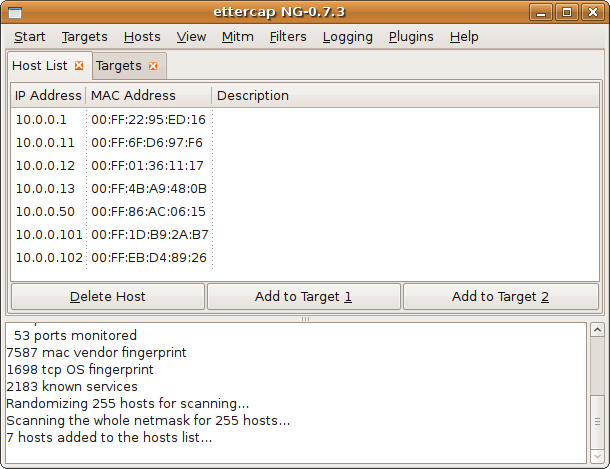 ettercap NG-0.7.3
Start Targets Hosts View Mitm Filters Logging Plugins Help
Host List Targets
IP Address MAC Address Description
10.0.0.1 00:FF:22:95:ED:16
10.0.0.11 00:FF:6F:D6:97:F6
10.0.0.12 00:FF:01:36:11:17
10.0.0.13 00:FF:4B:A9:48:0B
10.0.0.50 00:FF:86:AC:06:15
10.0.0.101 00:FF:1D:B9:2A:B7
10.0.0.102 00:FF:EB:D4:89:26
Delete Host Add to Target 1 Add to Target 2
53 ports monitored
7587 mac vendor fingerprint
1698 tcp OS fingerprint
2183 known services
Randomizing 255 hosts for scanning...
Scanning the whole netmask for 255 hosts...
7 hosts added to the hosts list...